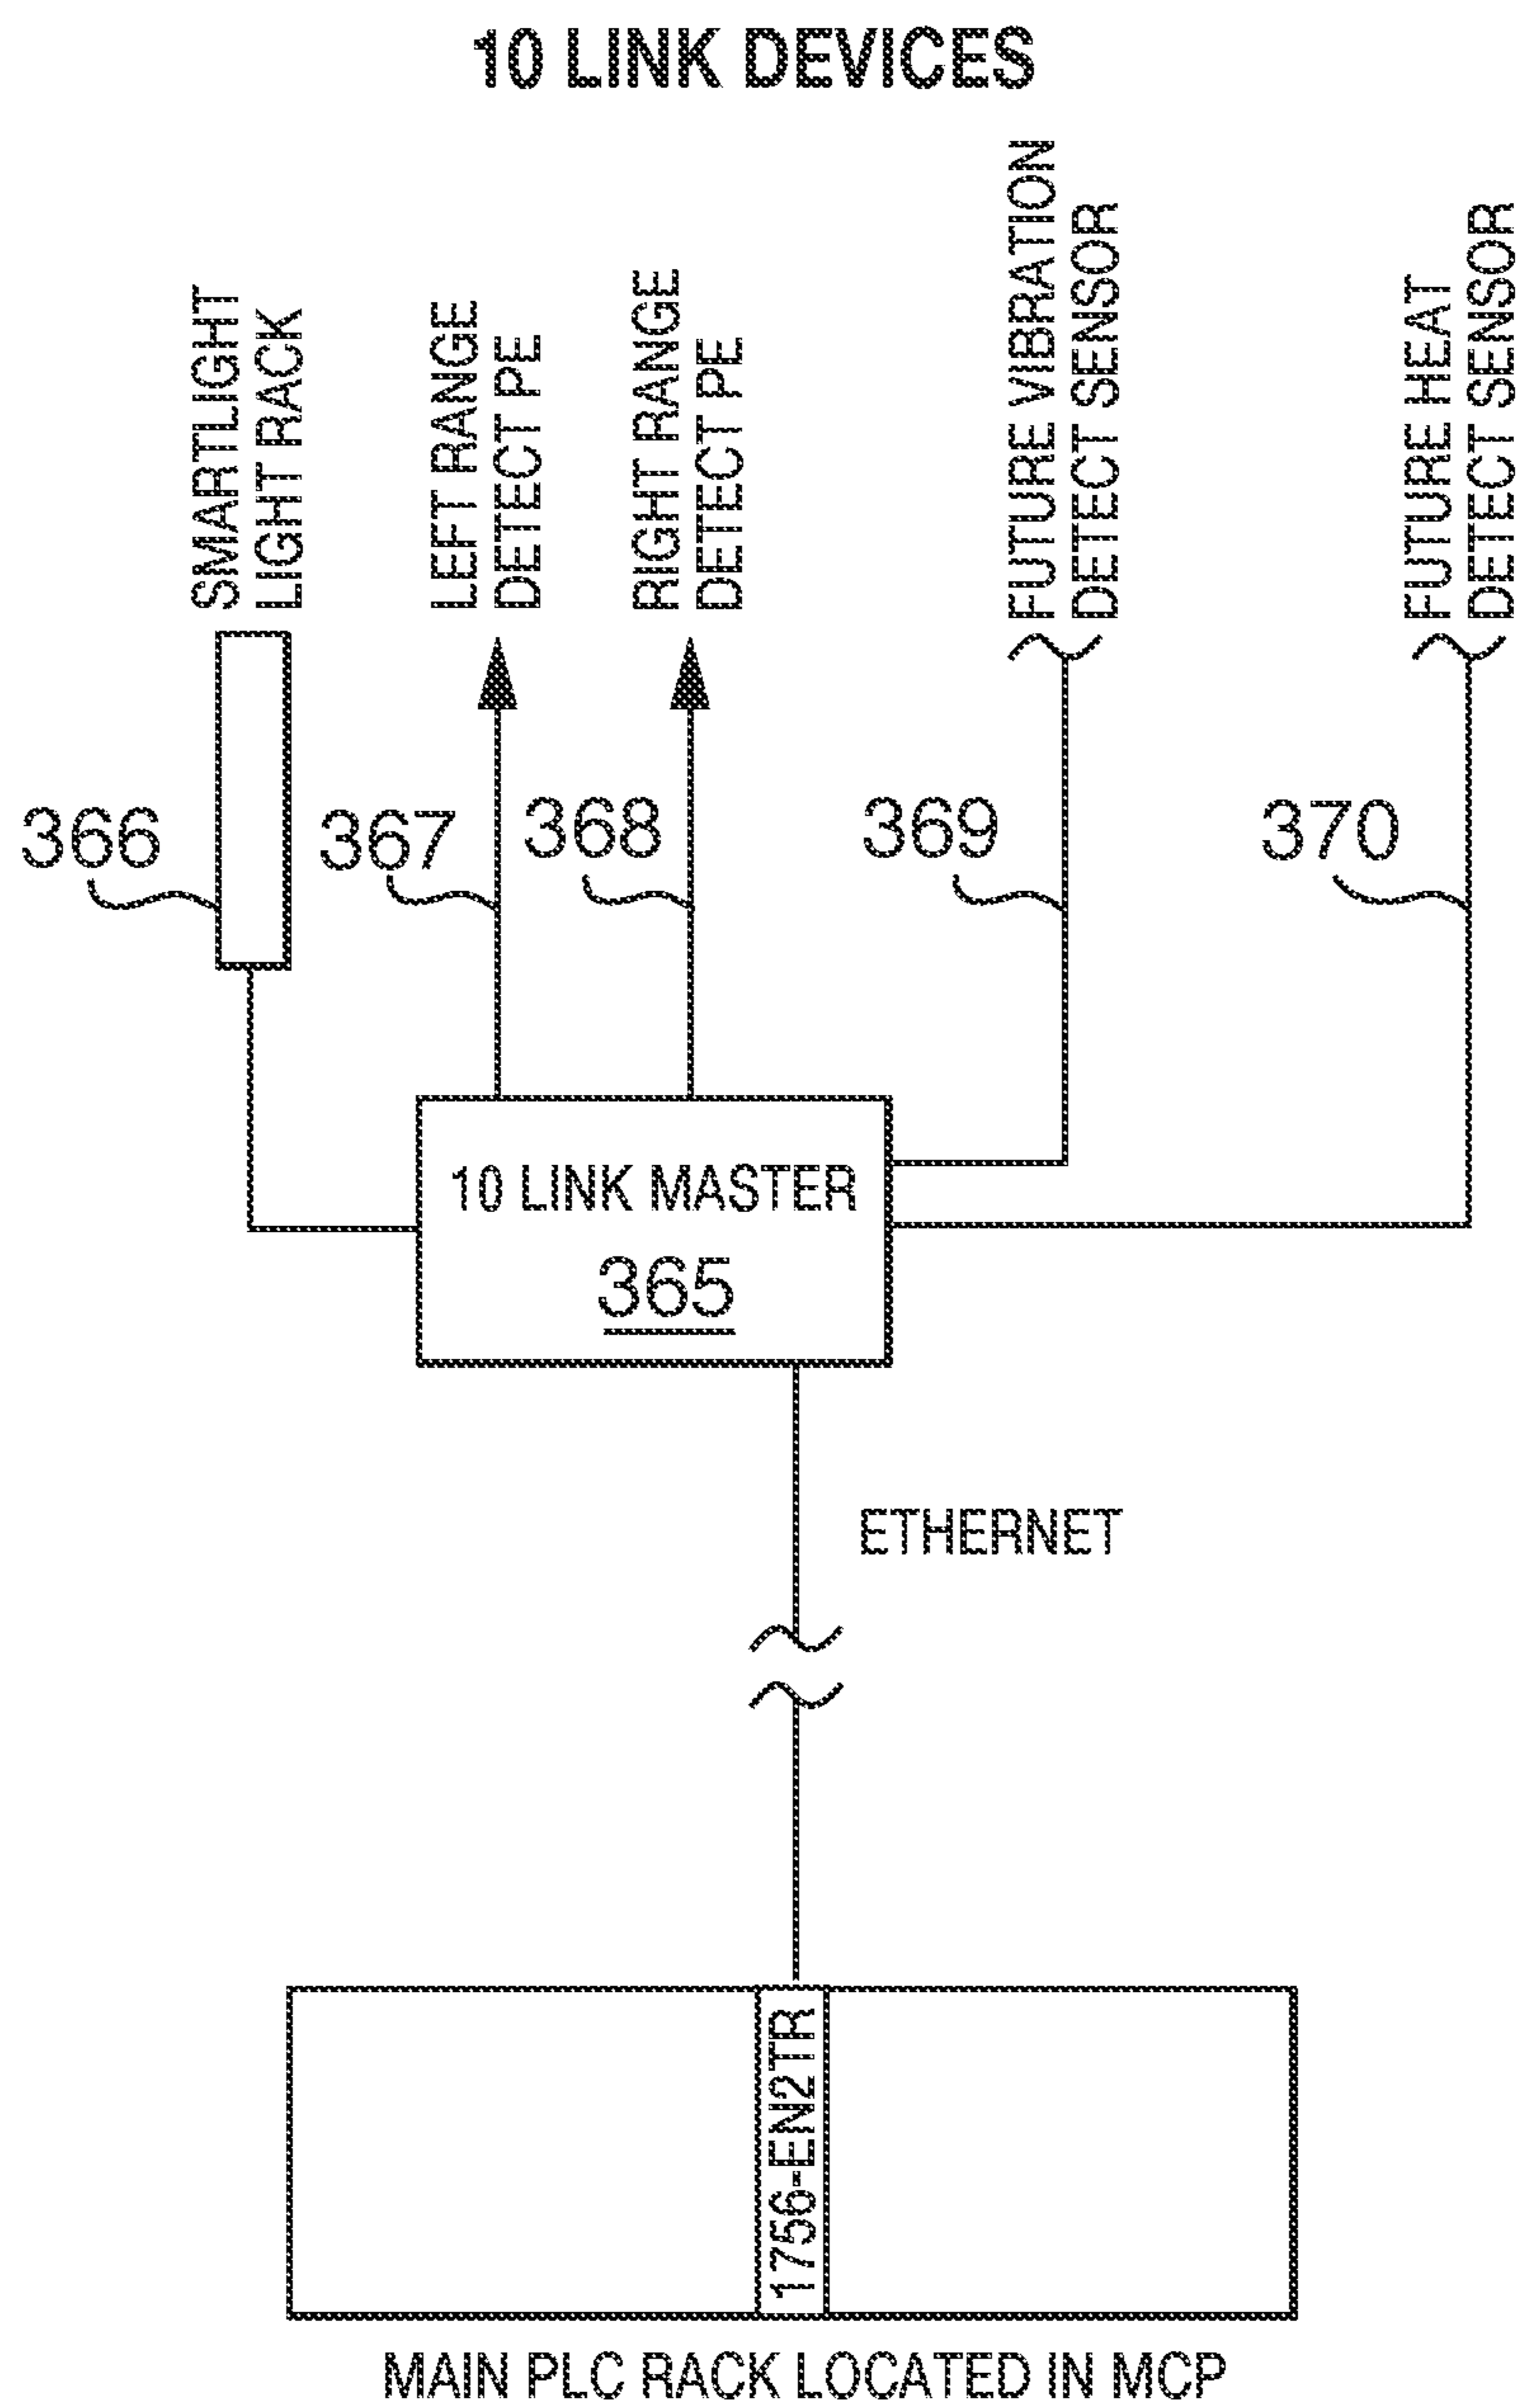 10 LINK DEVICES
SMARTLIGHT
LIGHT RACK
LEFT RANGE
DETECT PE
RIGHT RANGE
DETECT PE
FUTURE VIBRATION
DETECT SENSOR
FUTURE HEAT
DETECT SENSOR
366
367
368
369
370
10 LINK MASTER
365
ETHERNET
1756-EN2TR
MAIN PLC RACK LOCATED IN MCP